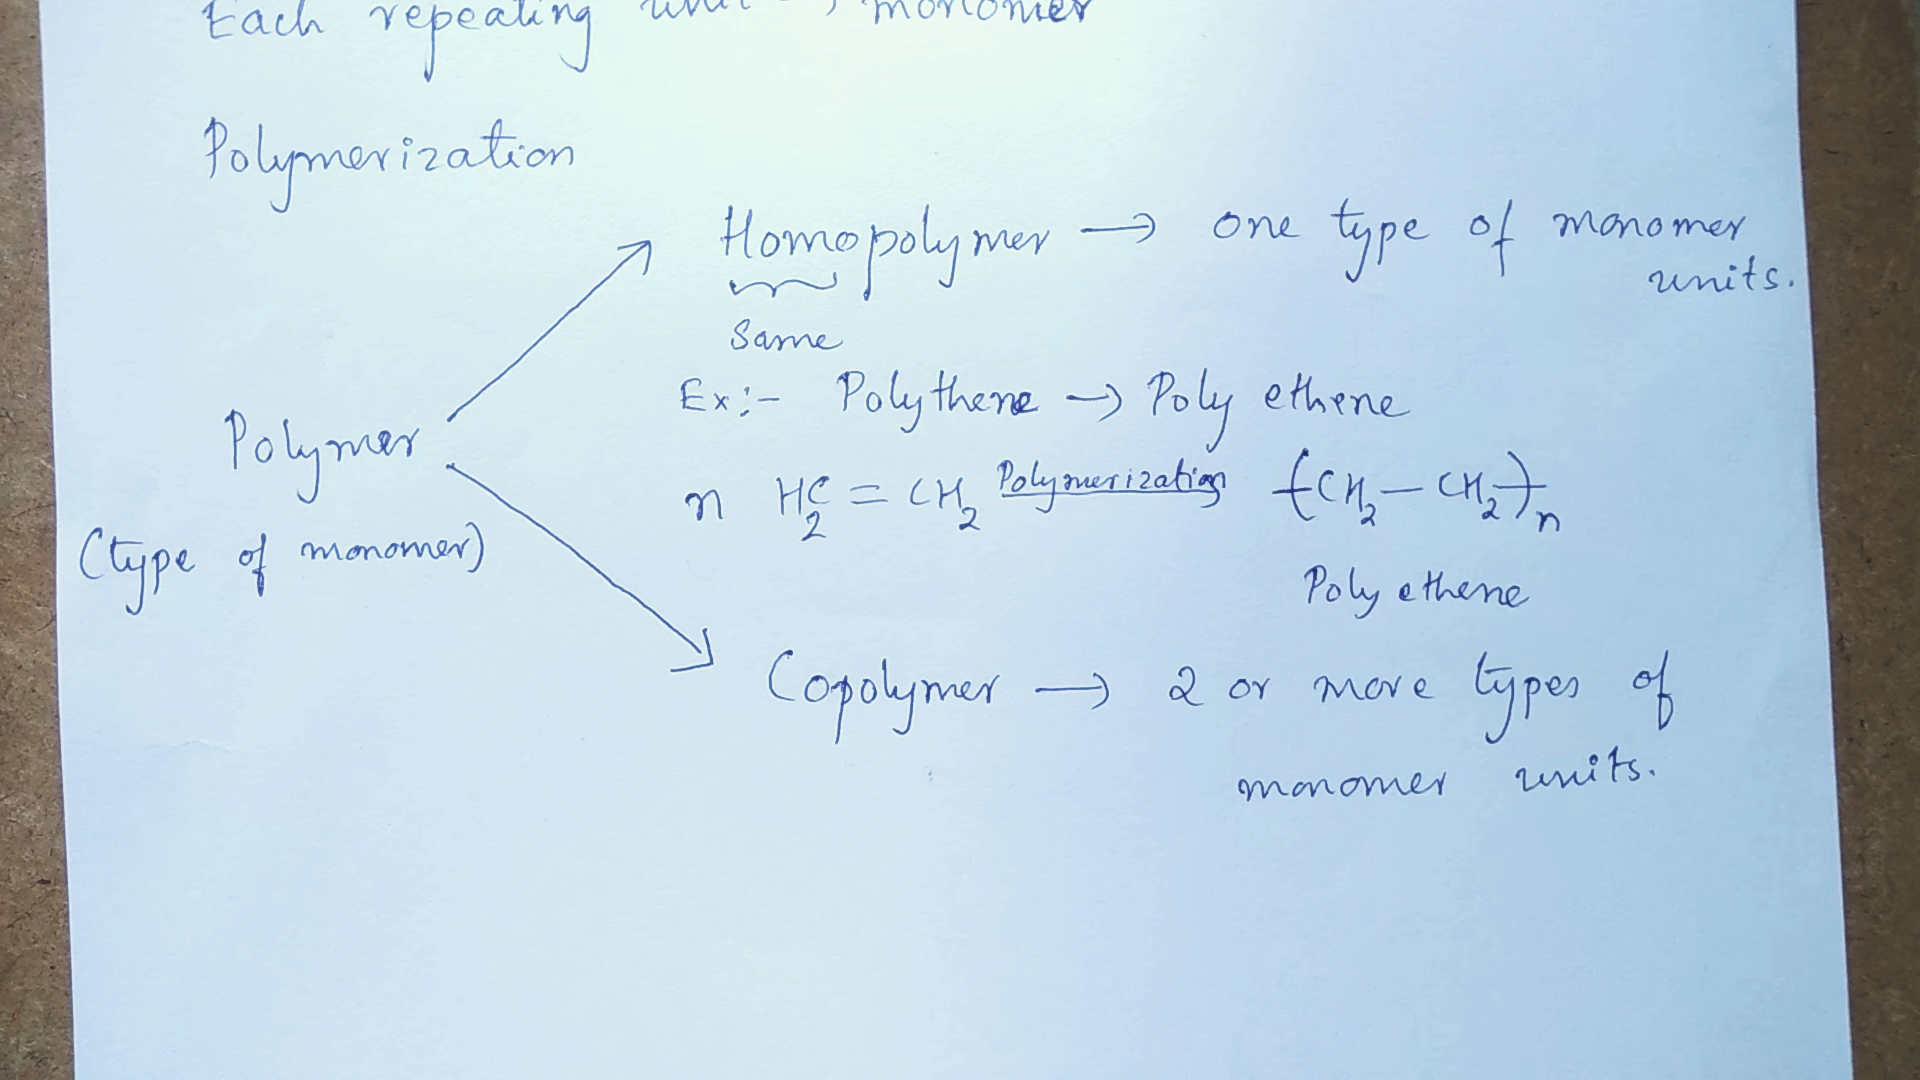 Each repeating unit → monomer
Polymerization
Homopolymer → one type of monomer
units.
Same
Ex:- Polythene → Poly ethene
Polymer
n H₂C = CH₂ Polymerization (CH₂ — CH₂)n
(type of monomer)
Poly ethene
Copolymer → 2 or more types of
monomer units.